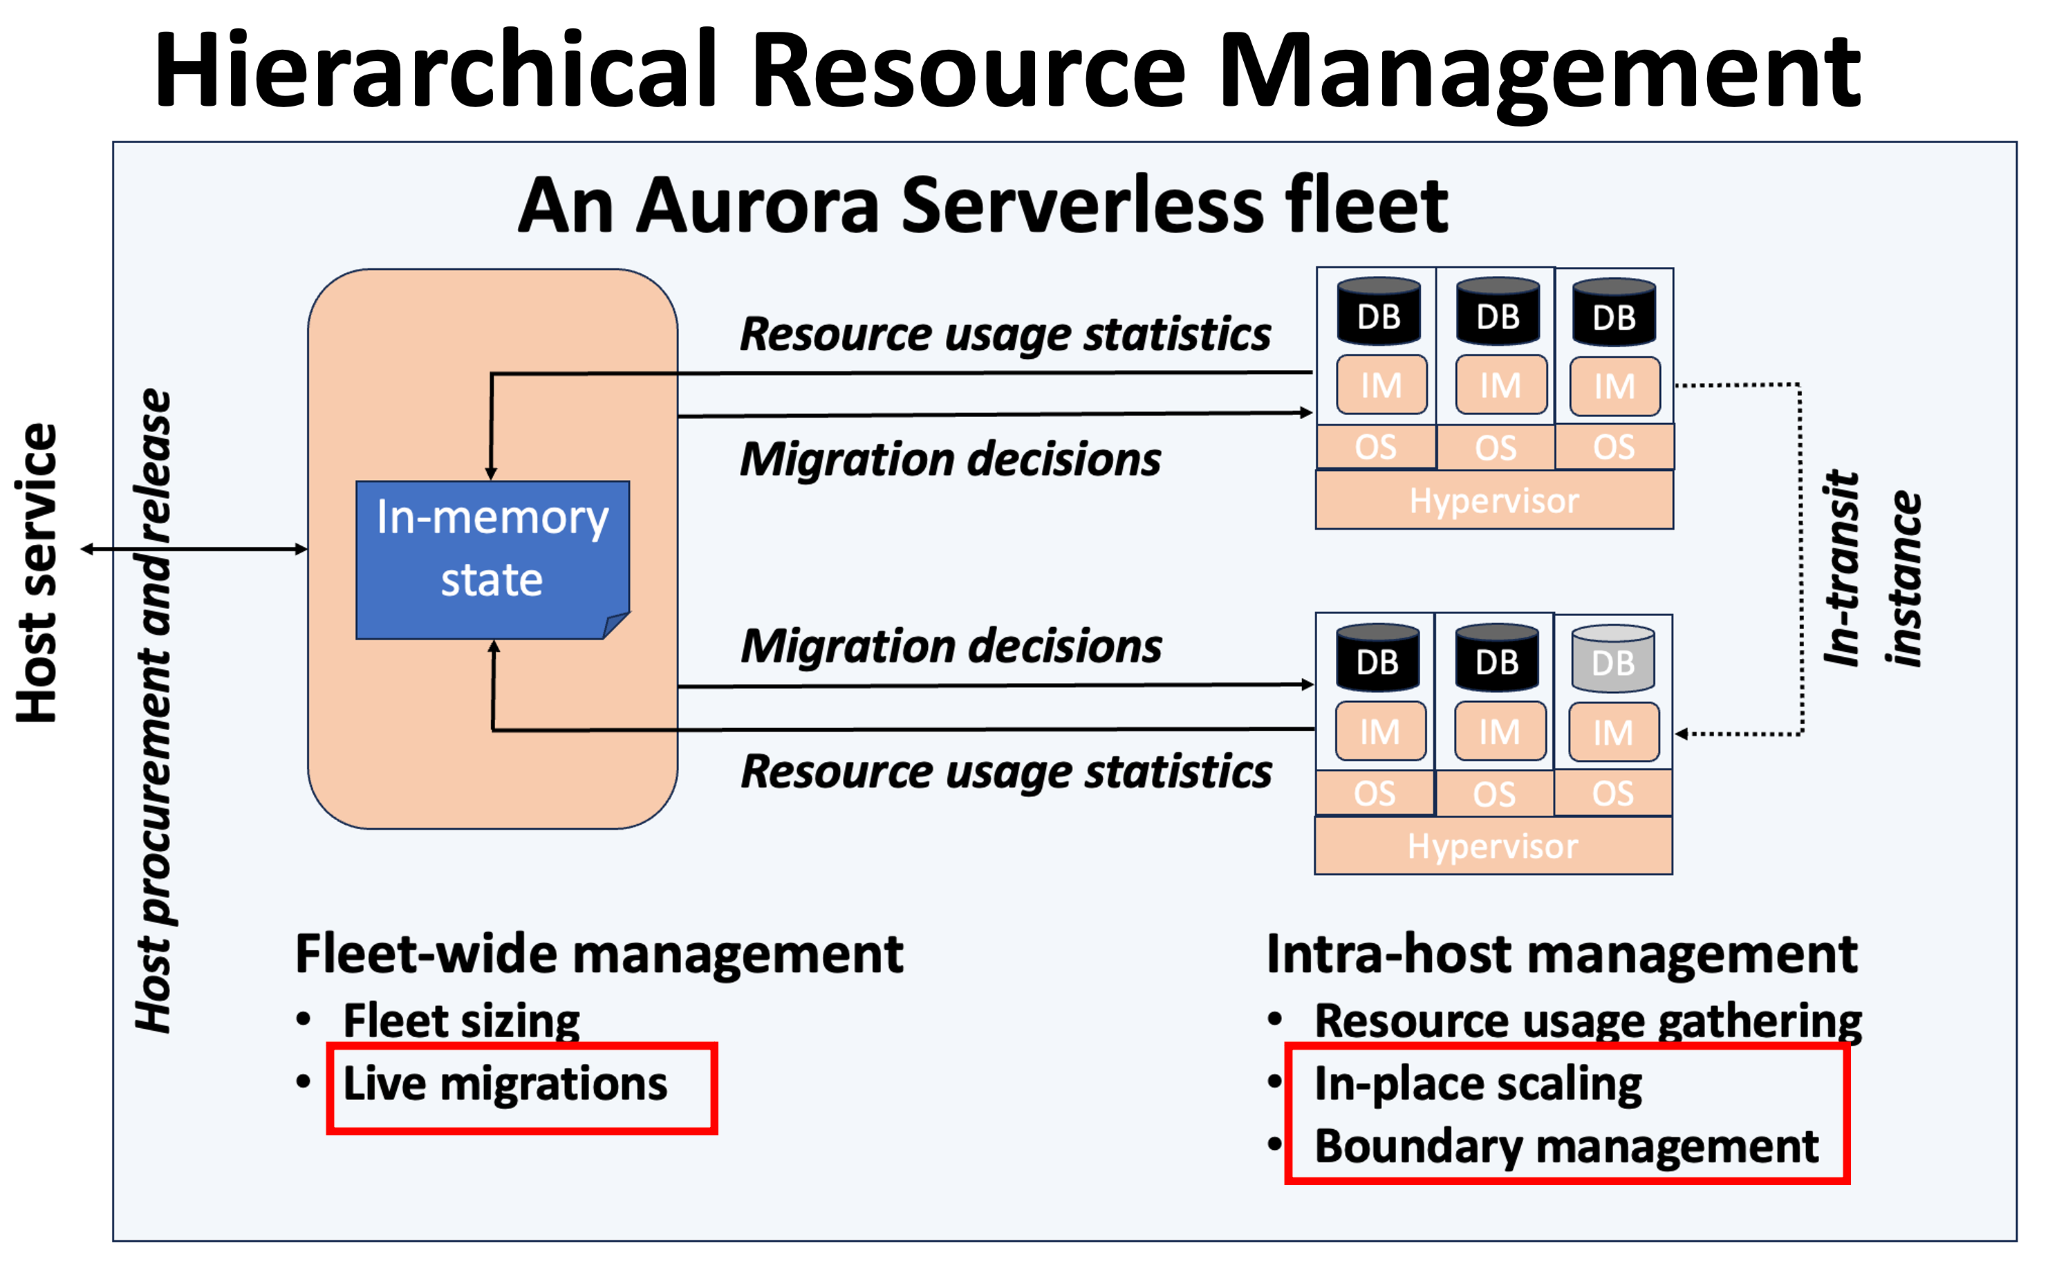 Hierarchical Resource Management
An Aurora Serverless fleet
Host service
Host procurement and release
In-memory
state
Resource usage statistics
Migration decisions
Migration decisions
Resource usage statistics
DB DB DB
IM IM IM
OS OS OS
Hypervisor
DB DB DB
IM IM IM
OS OS OS
Hypervisor
In-transit
instance
Fleet-wide management
• Fleet sizing
• Live migrations
Intra-host management
• Resource usage gathering
• In-place scaling
• Boundary management